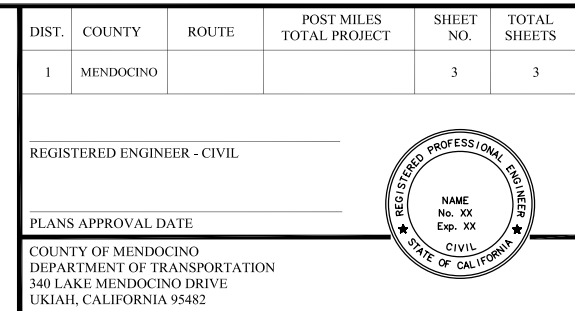 DIST. COUNTY ROUTE POST MILES TOTAL PROJECT SHEET NO. TOTAL SHEETS
1 MENDOCINO 3 3
REGISTERED ENGINEER - CIVIL
PLANS APPROVAL DATE
REGISTERED PROFESSIONAL ENGINEER
NAME
No. XX
Exp. XX
CIVIL
STATE OF CALIFORNIA
COUNTY OF MENDOCINO
DEPARTMENT OF TRANSPORTATION
340 LAKE MENDOCINO DRIVE
UKIAH, CALIFORNIA 95482